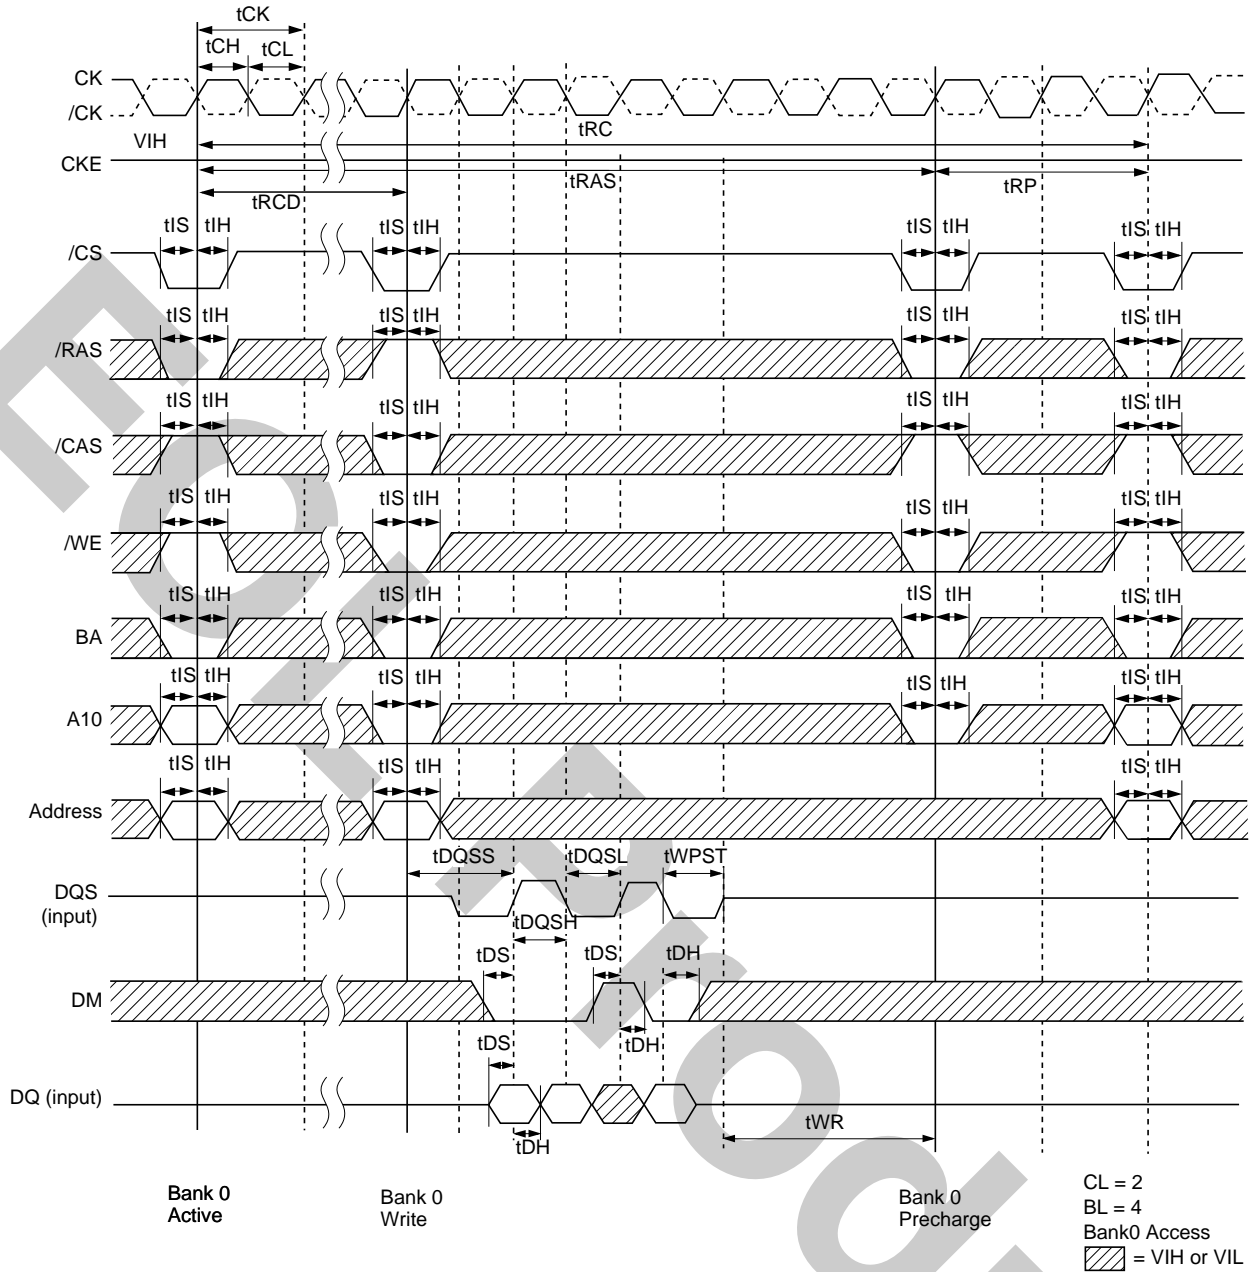 tCK
tCH tCL
CK
/CK
tRC
VIH
CKE
tRAS tRP
tRCD
tIS tIH tIS tIH tIS tIH tIS tIH
/CS
tIS tIH tIS tIH tIS tIH tIS tIH
/RAS
tIS tIH tIS tIH tIS tIH tIS tIH
/CAS
tIS tIH tIS tIH tIS tIH tIS tIH
/WE
tIS tIH tIS tIH tIS tIH tIS tIH
BA
tIS tIH tIS tIH tIS tIH tIS tIH
A10
tIS tIH tIS tIH tIS tIH
Address
tDQSS tDQSL tWPST
DQS
(input)
tDQSH
tDS tDS tDH
DM
tDS tDH
DQ (input)
tDH
tWR
Bank 0
Active
Bank 0
Write
Bank 0
Precharge
CL = 2
BL = 4
Bank0 Access
= VIH or VIL
EOL Prod